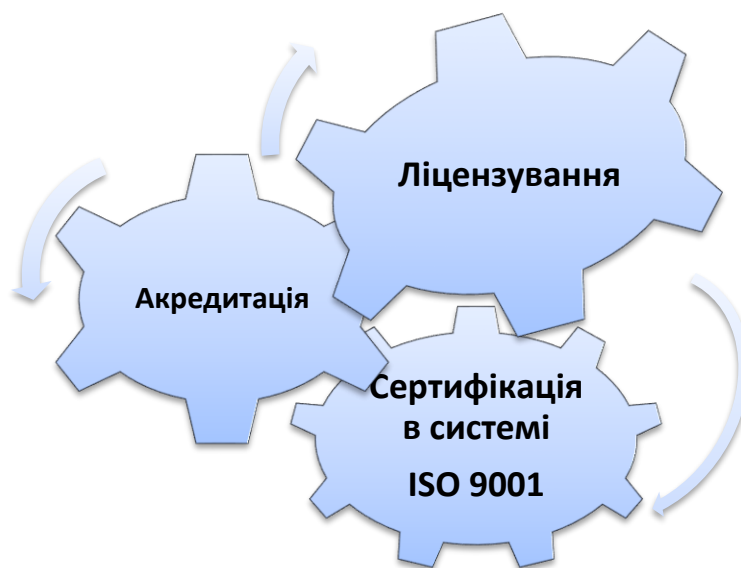 Ліцензування
Акредитація
Сертифікація
в системі
ISO 9001